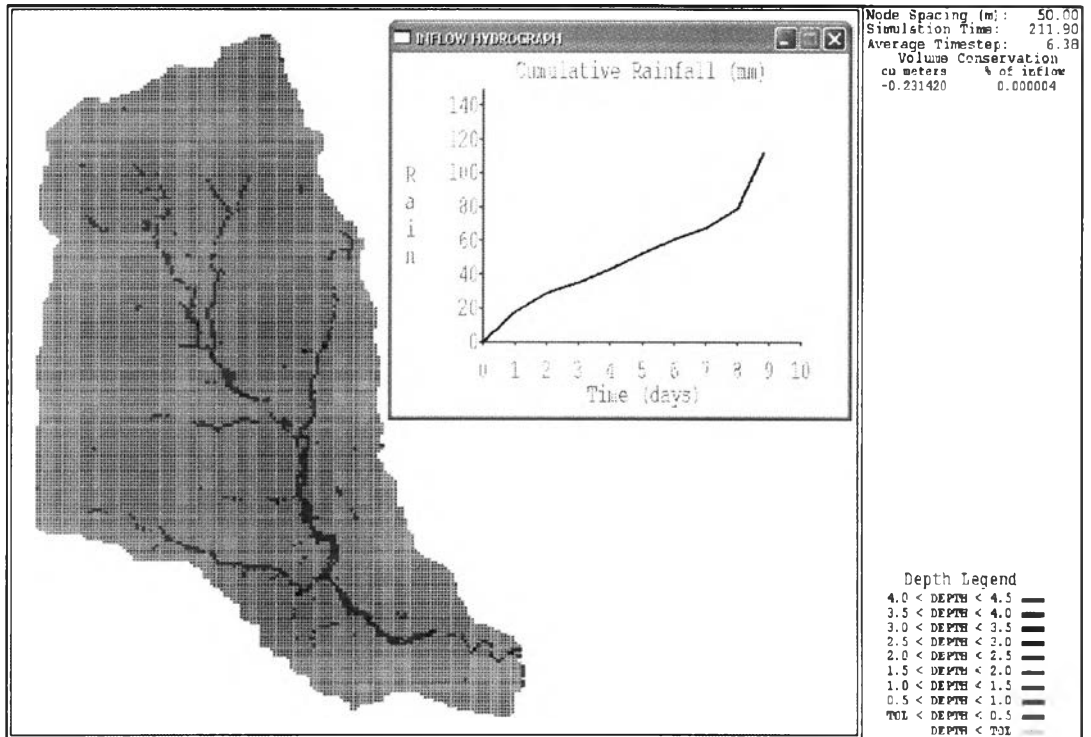 INFLOW HYDROGRAPH
Cumulative Rainfall (mm)
140
120
100
80
60
40
20
0
Rain
0 1 2 3 4 5 6 7 8 9 10
Time (days)
Node Spacing (m): 50.00
Simulation Time: 211.90
Average Timestep: 6.38
Volume Conservation
cu meters % of inflow
-0.231420 0.000004
Depth Legend
4.0 < DEPTH < 4.5
3.5 < DEPTH < 4.0
3.0 < DEPTH < 3.5
2.5 < DEPTH < 3.0
2.0 < DEPTH < 2.5
1.5 < DEPTH < 2.0
1.0 < DEPTH < 1.5
0.5 < DEPTH < 1.0
TOL < DEPTH < 0.5
DEPTH < TOL